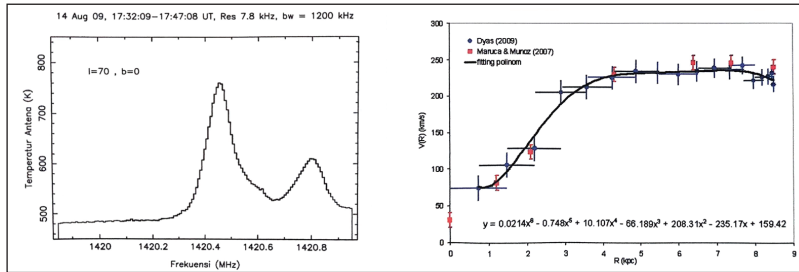 14 Aug 09, 17:32:09-17:47:08 UT, Res 7.8 kHz, bw = 1200 kHz
l=70 , b=0
Temperatur Antena (K)
800
700
600
500
1420
1420.2
1420.4
1420.6
1420.8
Frekuensi (MHz)
Dyas (2009)
Maruca & Munoz (2007)
fitting polinom
V(R) (km/s)
300
250
200
150
100
50
0
y = 0.0214x⁶ - 0.748x⁵ + 10.107x⁴ - 66.189x³ + 208.31x² - 235.17x + 159.42
0
1
2
3
4
5
6
7
8
9
R (kpc)